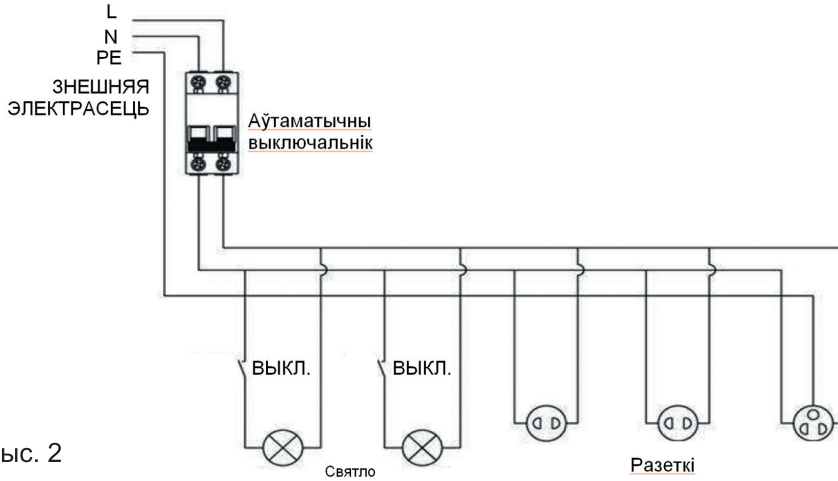 L
N
PE
ЗНЕШНЯЯ
ЭЛЕКТРАСЕЦЬ
Аўтаматычны
выключальнік
ВЫКЛ.
ВЫКЛ.
ыс. 2
Святло
Разеткі